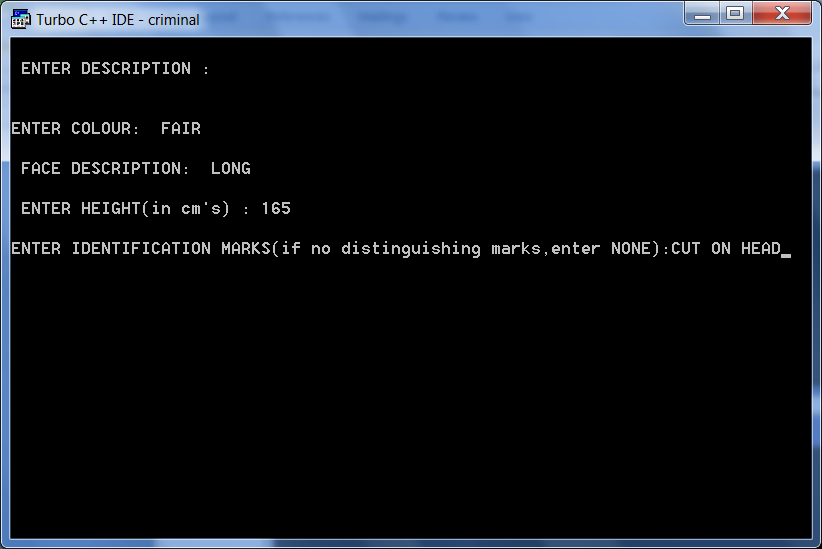 Turbo C++ IDE - criminal
ENTER DESCRIPTION :
ENTER COLOUR:  FAIR
FACE DESCRIPTION:  LONG
ENTER HEIGHT(in cm's) : 165
ENTER IDENTIFICATION MARKS(if no distinguishing marks,enter NONE):CUT ON HEAD_